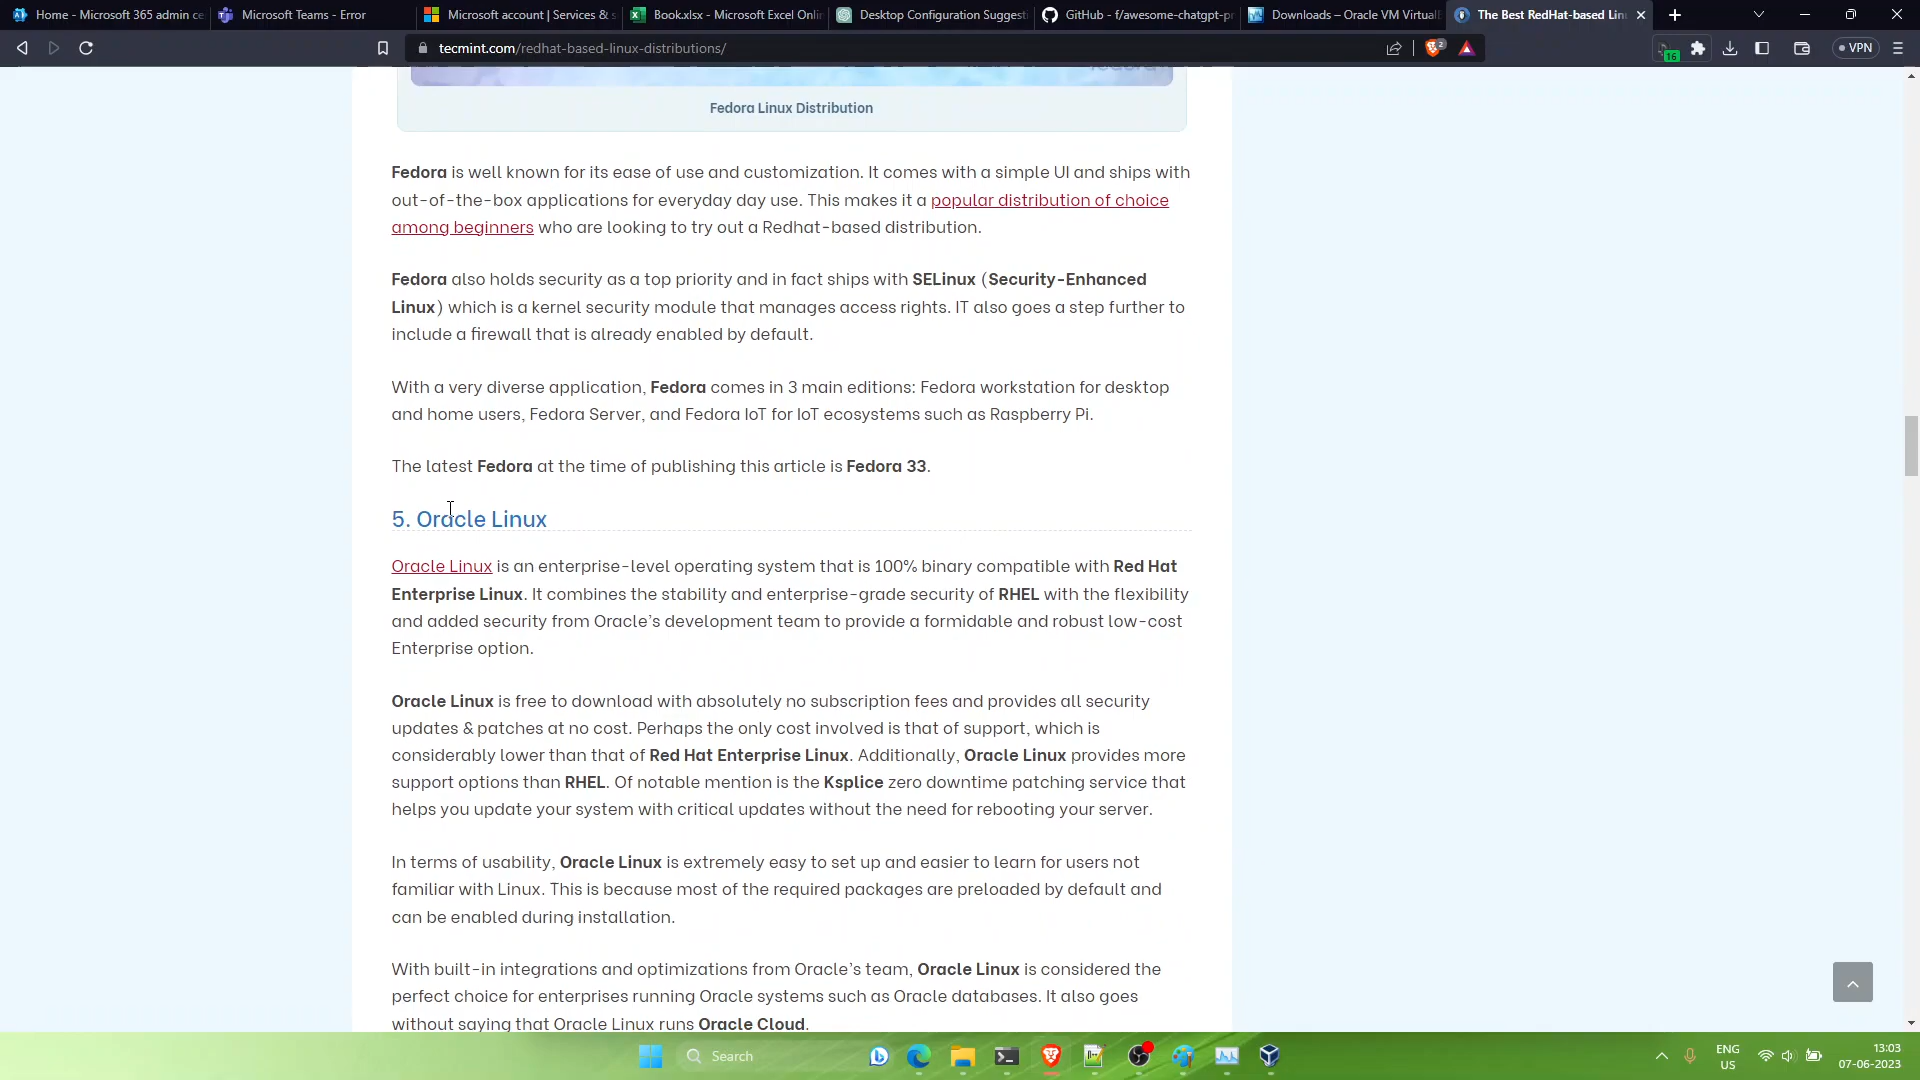 Home - Microsoft 365 admin ce
Microsoft Teams - Error
Microsoft account | Services & s
Book.xlsx - Microsoft Excel Onli
Desktop Configuration Suggest
GitHub - f/awesome-chatgpt-pr
Downloads – Oracle VM VirtualB
The Best RedHat-based Lin
tecmint.com/redhat-based-linux-distributions/
2
16
VPN
Fedora Linux Distribution
Fedora is well known for its ease of use and customization. It comes with a simple UI and ships with
out-of-the-box applications for everyday day use. This makes it a popular distribution of choice
among beginners who are looking to try out a Redhat-based distribution.
Fedora also holds security as a top priority and in fact ships with SELinux (Security-Enhanced
Linux) which is a kernel security module that manages access rights. IT also goes a step further to
include a firewall that is already enabled by default.
With a very diverse application, Fedora comes in 3 main editions: Fedora workstation for desktop
and home users, Fedora Server, and Fedora IoT for IoT ecosystems such as Raspberry Pi.
The latest Fedora at the time of publishing this article is Fedora 33.
5. Oracle Linux
Oracle Linux is an enterprise-level operating system that is 100% binary compatible with Red Hat
Enterprise Linux. It combines the stability and enterprise-grade security of RHEL with the flexibility
and added security from Oracle's development team to provide a formidable and robust low-cost
Enterprise option.
Oracle Linux is free to download with absolutely no subscription fees and provides all security
updates & patches at no cost. Perhaps the only cost involved is that of support, which is
considerably lower than that of Red Hat Enterprise Linux. Additionally, Oracle Linux provides more
support options than RHEL. Of notable mention is the Ksplice zero downtime patching service that
helps you update your system with critical updates without the need for rebooting your server.
In terms of usability, Oracle Linux is extremely easy to set up and easier to learn for users not
familiar with Linux. This is because most of the required packages are preloaded by default and
can be enabled during installation.
With built-in integrations and optimizations from Oracle's team, Oracle Linux is considered the
perfect choice for enterprises running Oracle systems such as Oracle databases. It also goes
without saying that Oracle Linux runs Oracle Cloud.
Search
ENG
US
13:03
07-06-2023